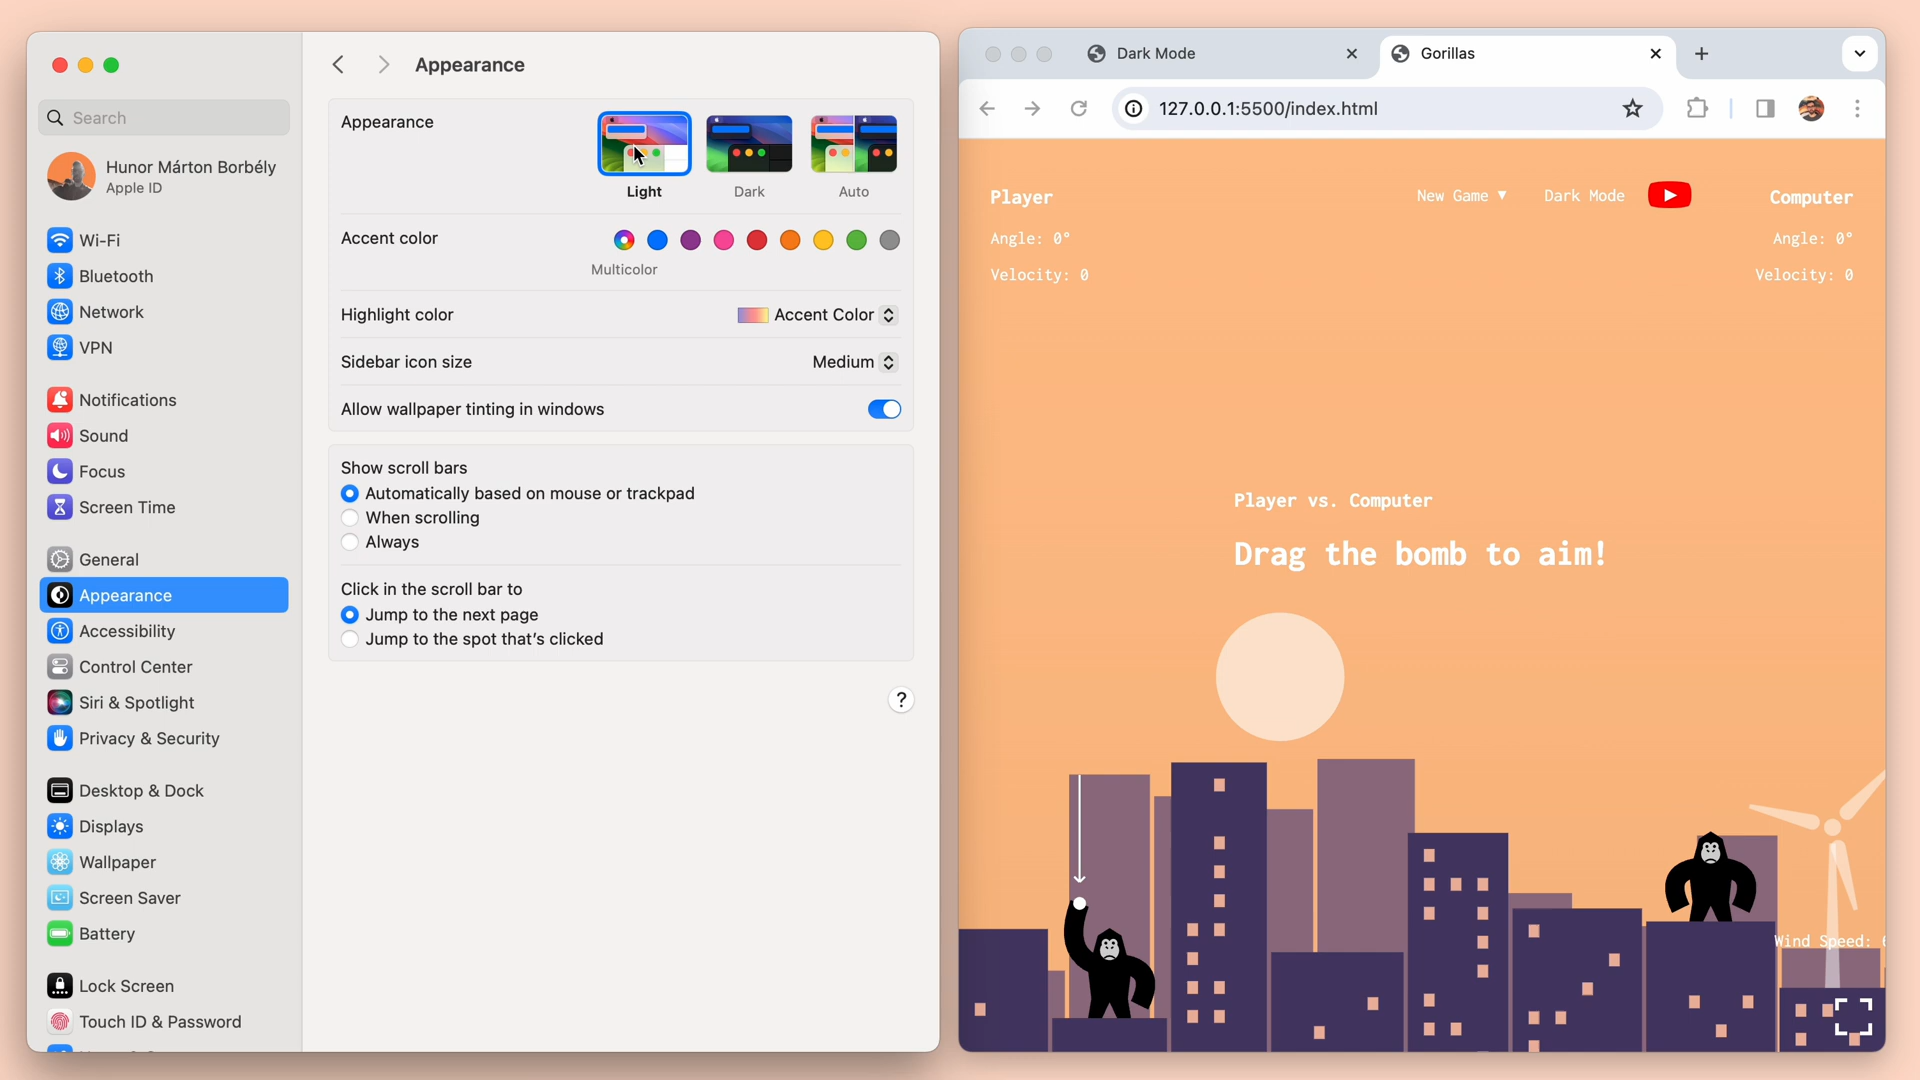 Search
Hunor Márton Borbély
Apple ID
Wi-Fi
Bluetooth
Network
VPN
Notifications
Sound
Focus
Screen Time
General
Appearance
Accessibility
Control Center
Siri & Spotlight
Privacy & Security
Desktop & Dock
Displays
Wallpaper
Screen Saver
Battery
Lock Screen
Touch ID & Password
Appearance
Appearance
Light
Dark
Auto
Accent color
Multicolor
Highlight color
Accent Color
Sidebar icon size
Medium
Allow wallpaper tinting in windows
Show scroll bars
Automatically based on mouse or trackpad
When scrolling
Always
Click in the scroll bar to
Jump to the next page
Jump to the spot that's clicked
?
Dark Mode
Gorillas
127.0.0.1:5500/index.html
Player
Angle: 0°
Velocity: 0
New Game ▼
Dark Mode
Computer
Angle: 0°
Velocity: 0
Player vs. Computer
Drag the bomb to aim!
Wind Speed: